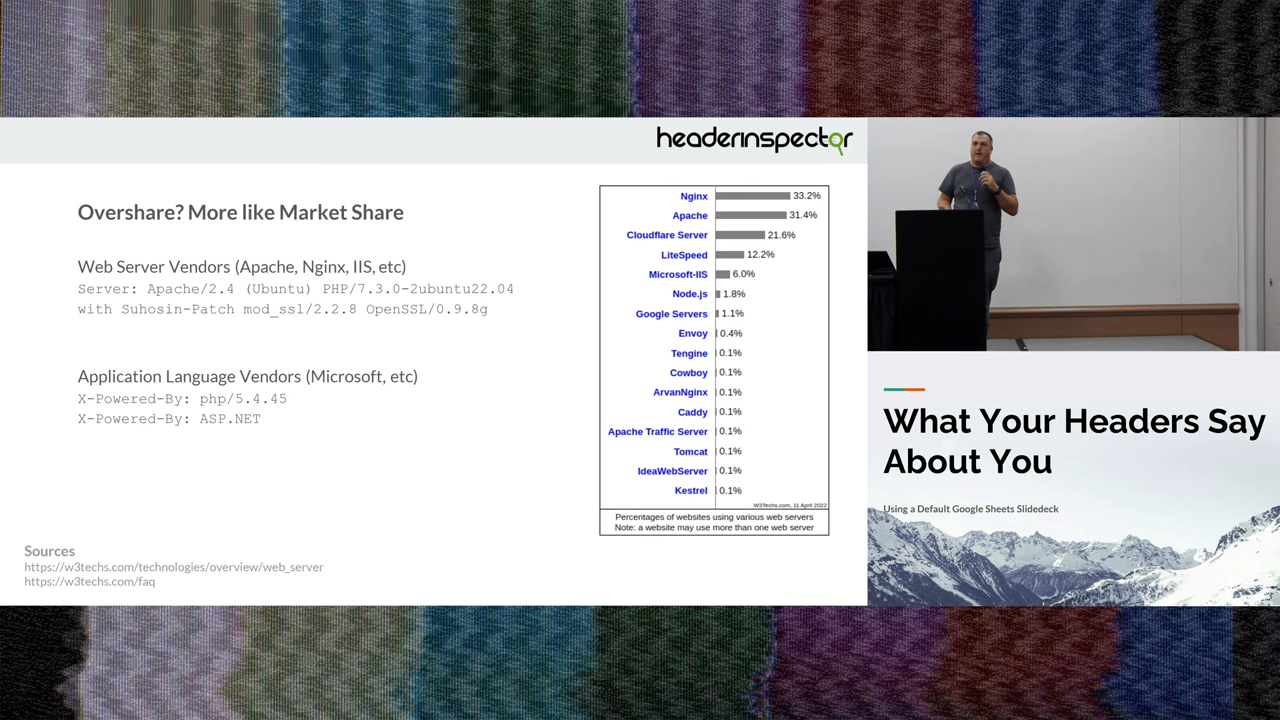 headerinspector
Overshare? More like Market Share
Web Server Vendors (Apache, Nginx, IIS, etc)
Server: Apache/2.4 (Ubuntu) PHP/7.3.0-2ubuntu22.04
with Suhosin-Patch mod_ssl/2.2.8 OpenSSL/0.9.8g
Application Language Vendors (Microsoft, etc)
X-Powered-By: php/5.4.45
X-Powered-By: ASP.NET
Sources
https://w3techs.com/technologies/overview/web_server
https://w3techs.com/faq
Nginx 33.2%
Apache 31.4%
Cloudflare Server 21.6%
LiteSpeed 12.2%
Microsoft-IIS 6.0%
Node.js 1.8%
Google Servers 1.1%
Envoy 0.4%
Tengine 0.1%
Cowboy 0.1%
ArvanNginx 0.1%
Caddy 0.1%
Apache Traffic Server 0.1%
Tomcat 0.1%
IdeaWebServer 0.1%
Kestrel 0.1%
W3Techs.com, 11 April 2022
Percentages of websites using various web servers
Note: a website may use more than one web server
What Your Headers Say
About You
Using a Default Google Sheets Slidedeck